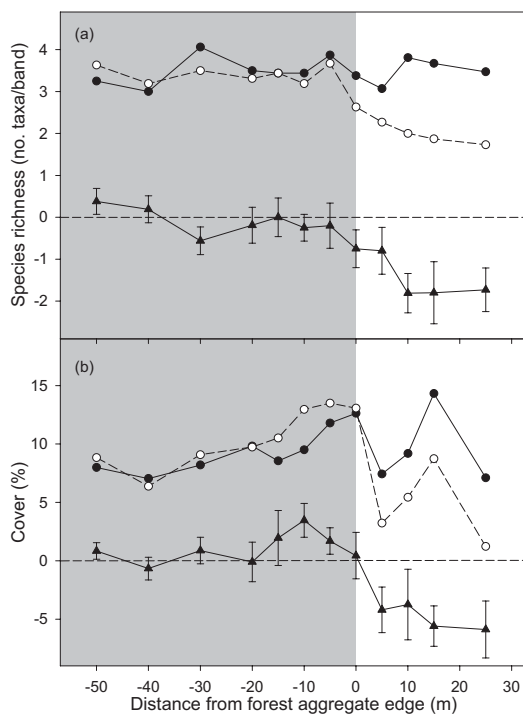 (a)
Species richness (no. taxa/band)
4
3
2
1
0
-1
-2
(b)
Cover (%)
15
10
5
0
-5
-50 -40 -30 -20 -10 0 10 20 30
Distance from forest aggregate edge (m)